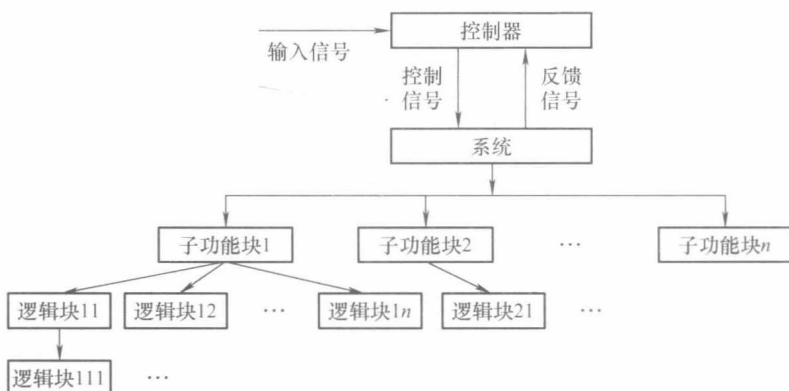 控制器
输入信号
控制
信号
反馈
信号
系统
子功能块1
子功能块2
…
子功能块n
逻辑块11
逻辑块12
…
逻辑块1n
逻辑块21
…
逻辑块111
…